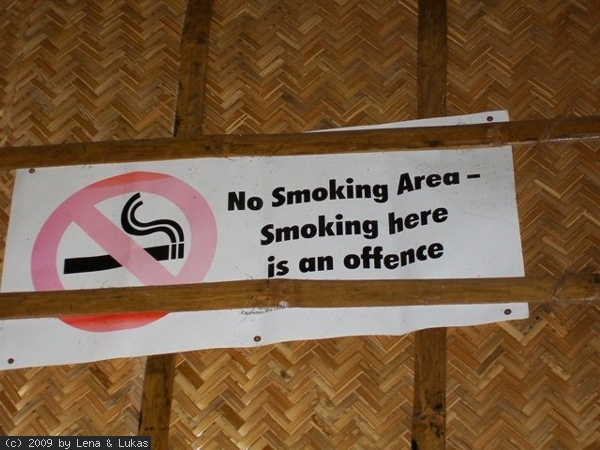 No Smoking Area –
Smoking here
is an offence
(c) 2009 by Lena & Lukas